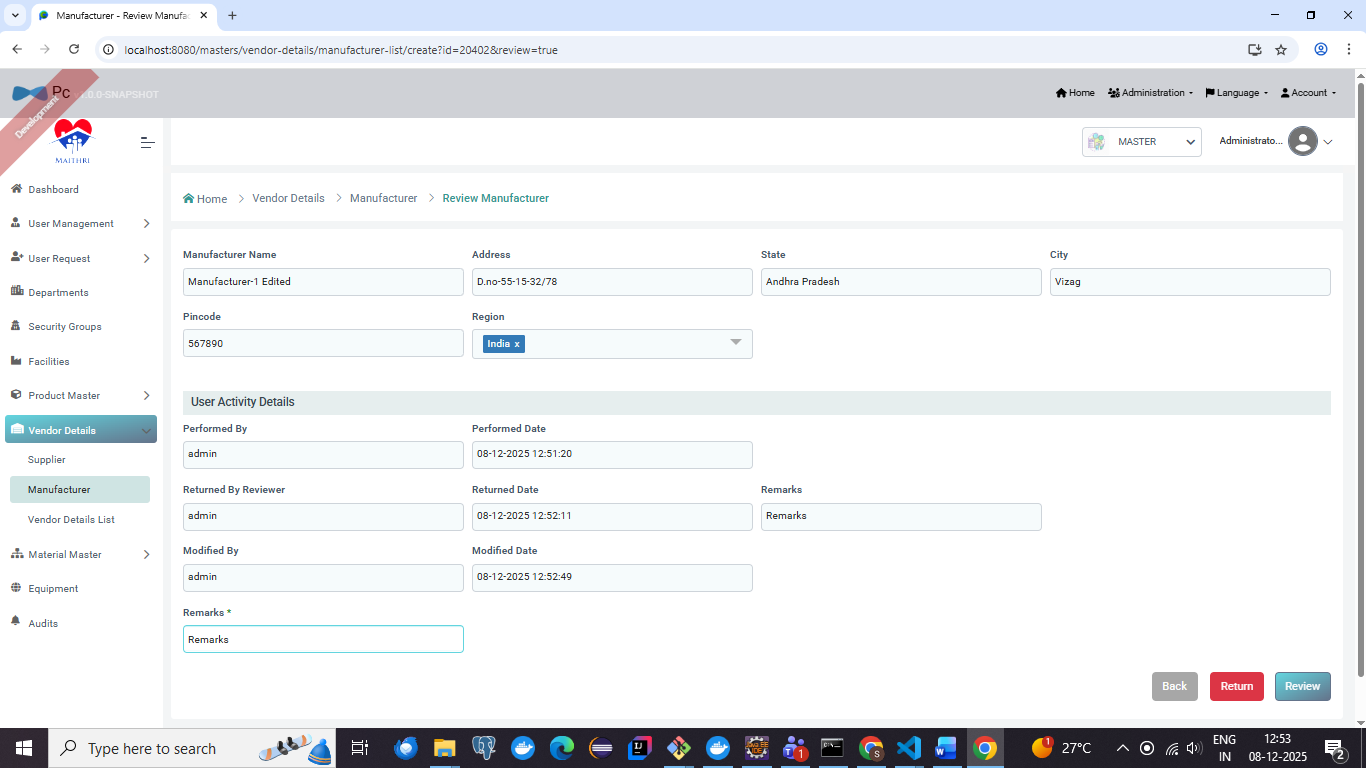 Manufacturer - Review Manufac
localhost:8080/masters/vendor-details/manufacturer-list/create?id=20402&review=true
Pc v1.0.0-SNAPSHOT
Home Administration Language Account
Development
MAITHRI
MASTER Administrato...
Dashboard
User Management
User Request
Departments
Security Groups
Facilities
Product Master
Vendor Details
Supplier
Manufacturer
Vendor Details List
Material Master
Equipment
Audits
Home > Vendor Details > Manufacturer > Review Manufacturer
Manufacturer Name Address State City
Manufacturer-1 Edited D.no-55-15-32/78 Andhra Pradesh Vizag
Pincode Region
567890 India x
User Activity Details
Performed By Performed Date
admin 08-12-2025 12:51:20
Returned By Reviewer Returned Date Remarks
admin 08-12-2025 12:52:11 Remarks
Modified By Modified Date
admin 08-12-2025 12:52:49
Remarks *
Remarks
Back Return Review
Type here to search
27°C
ENG
IN
12:53
08-12-2025
2